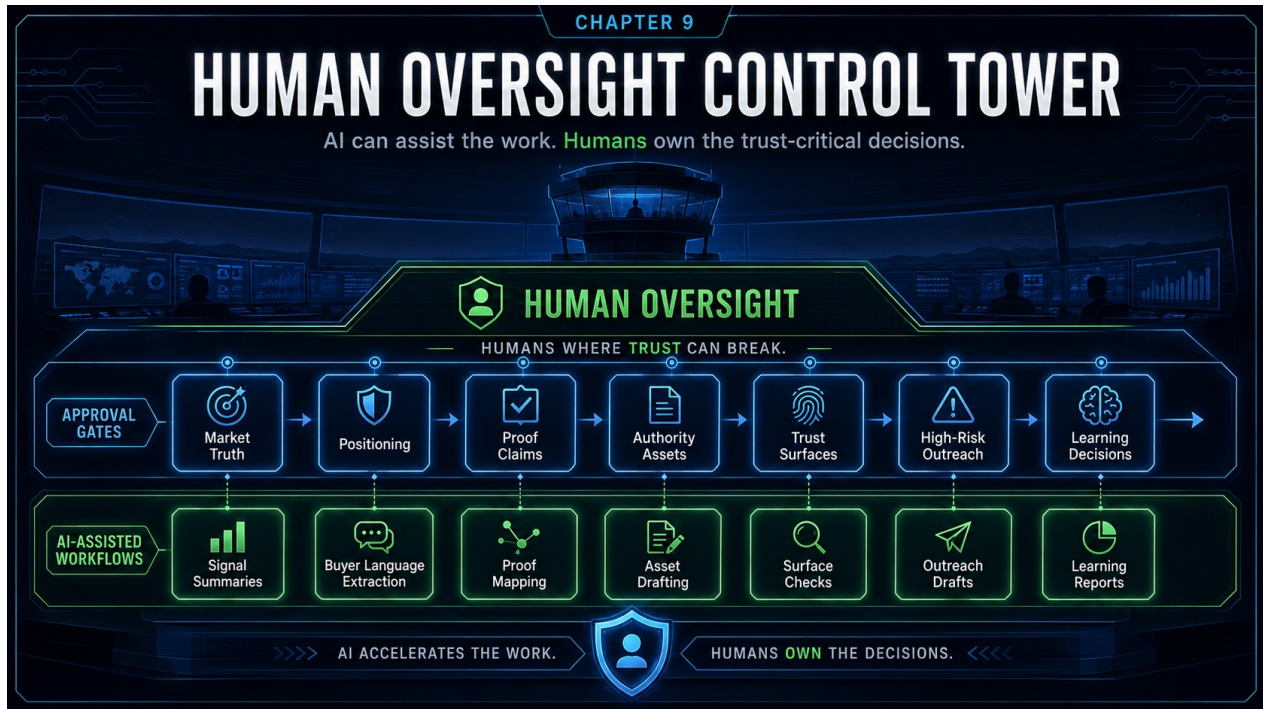 CHAPTER 9
HUMAN OVERSIGHT CONTROL TOWER
AI can assist the work. Humans own the trust-critical decisions.
HUMAN OVERSIGHT
HUMANS WHERE TRUST CAN BREAK.
APPROVAL
GATES
Market
Truth
Positioning
Proof
Claims
Authority
Assets
Trust
Surfaces
High-Risk
Outreach
Learning
Decisions
AI-ASSISTED
WORKFLOWS
Signal
Summaries
Buyer Language
Extraction
Proof
Mapping
Asset
Drafting
Surface
Checks
Outreach
Drafts
Learning
Reports
AI ACCELERATES THE WORK.
HUMANS OWN THE DECISIONS.